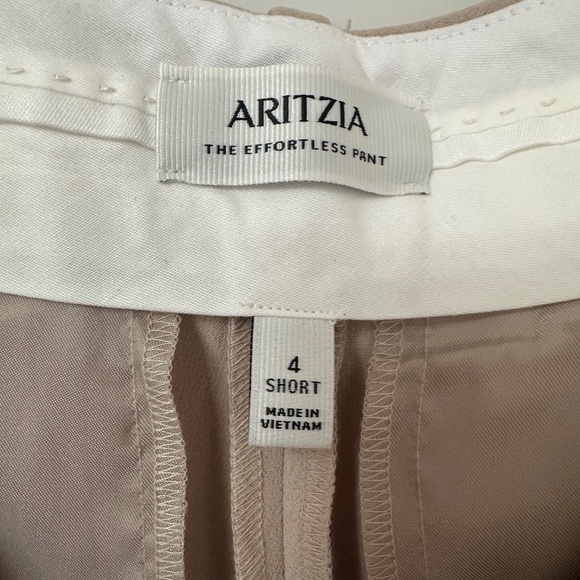 ARITZIA
THE EFFORTLESS PANT
4
SHORT
MADE IN
VIETNAM